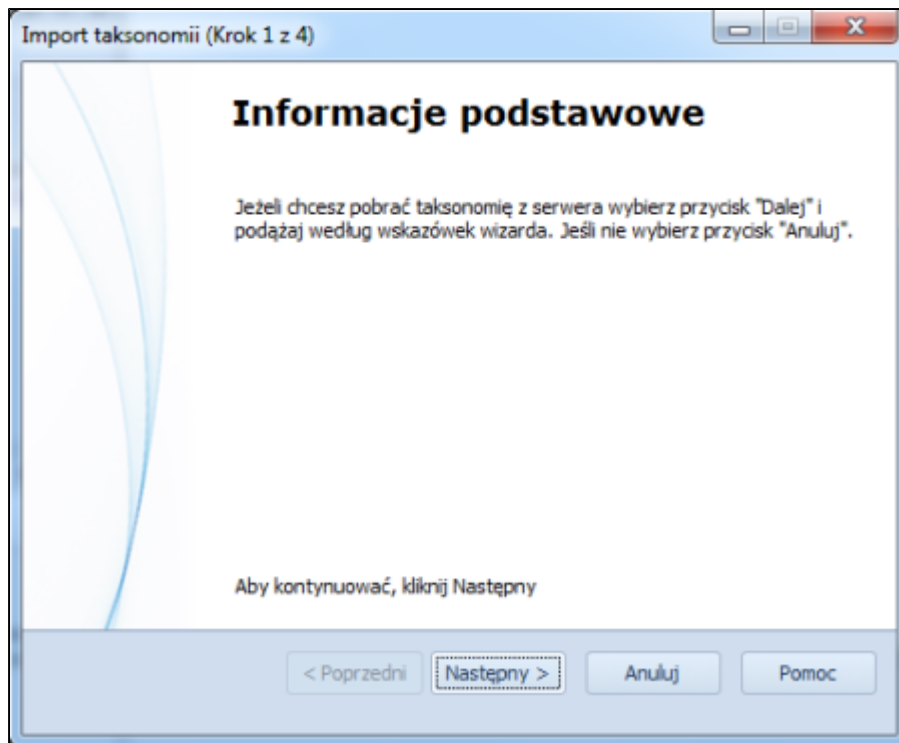 Import taksonomii (Krok 1 z 4)
Informacje podstawowe
Jeżeli chcesz pobrać taksonomię z serwera wybierz przycisk "Dalej" i
podążaj według wskazówek wizarda. Jeśli nie wybierz przycisk "Anuluj".
Aby kontynuować, kliknij Następny
< Poprzedni Następny > Anuluj Pomoc